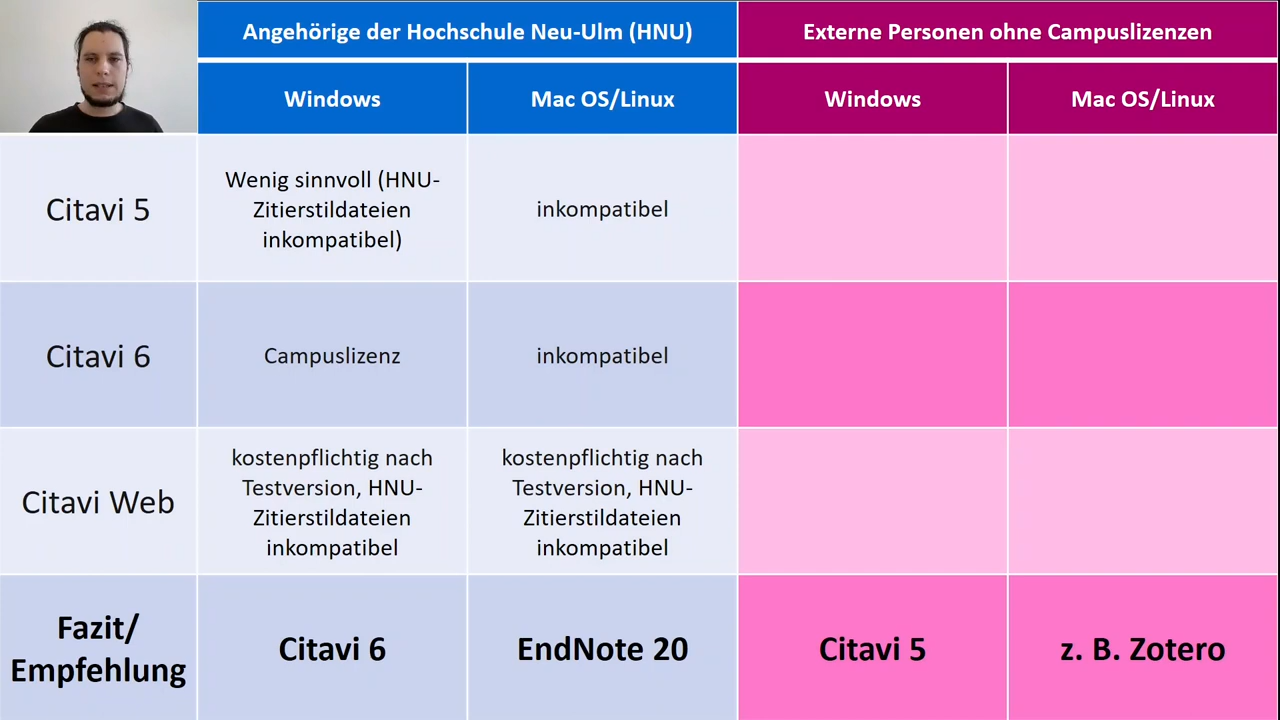 Angehörige der Hochschule Neu-Ulm (HNU)
Externe Personen ohne Campuslizenzen
Windows
Mac OS/Linux
Windows
Mac OS/Linux
Citavi 5
Wenig sinnvoll (HNU-
Zitierstildateien
inkompatibel)
inkompatibel
Citavi 6
Campuslizenz
inkompatibel
Citavi Web
kostenpflichtig nach
Testversion, HNU-
Zitierstildateien
inkompatibel
kostenpflichtig nach
Testversion, HNU-
Zitierstildateien
inkompatibel
Fazit/
Empfehlung
Citavi 6
EndNote 20
Citavi 5
z. B. Zotero